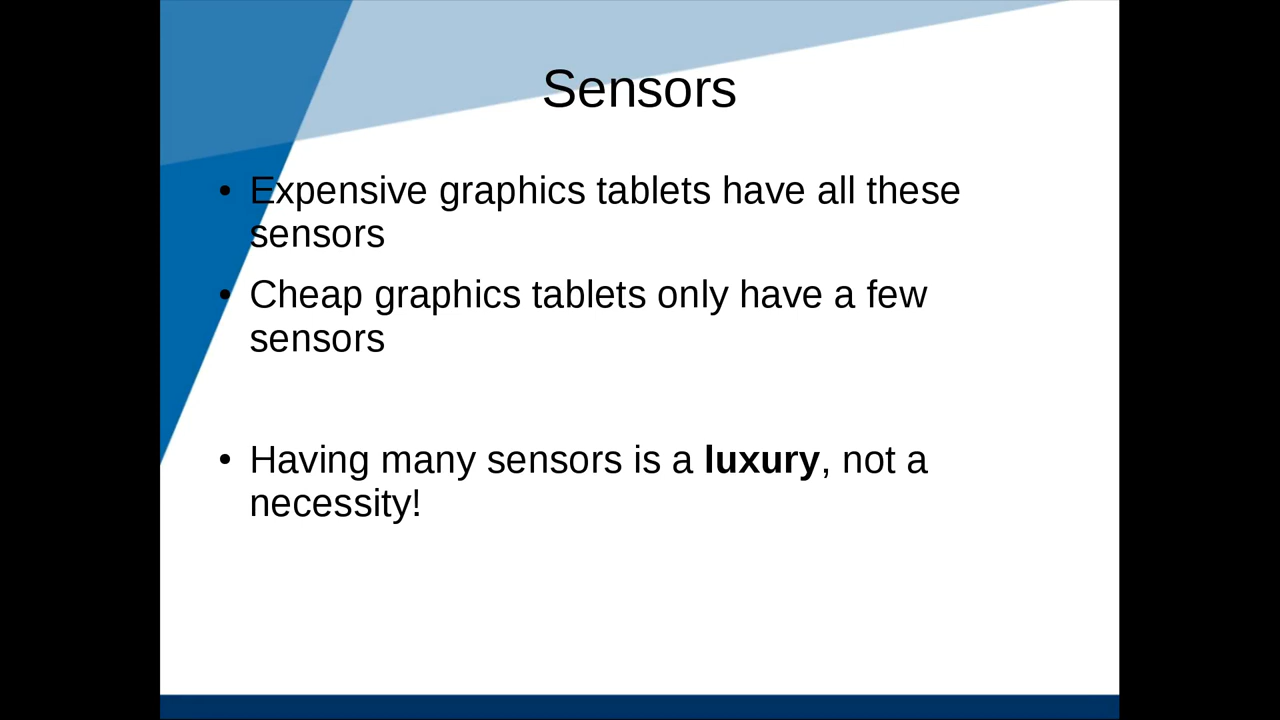 Sensors
• Expensive graphics tablets have all these
sensors
• Cheap graphics tablets only have a few
sensors
• Having many sensors is a luxury, not a
necessity!